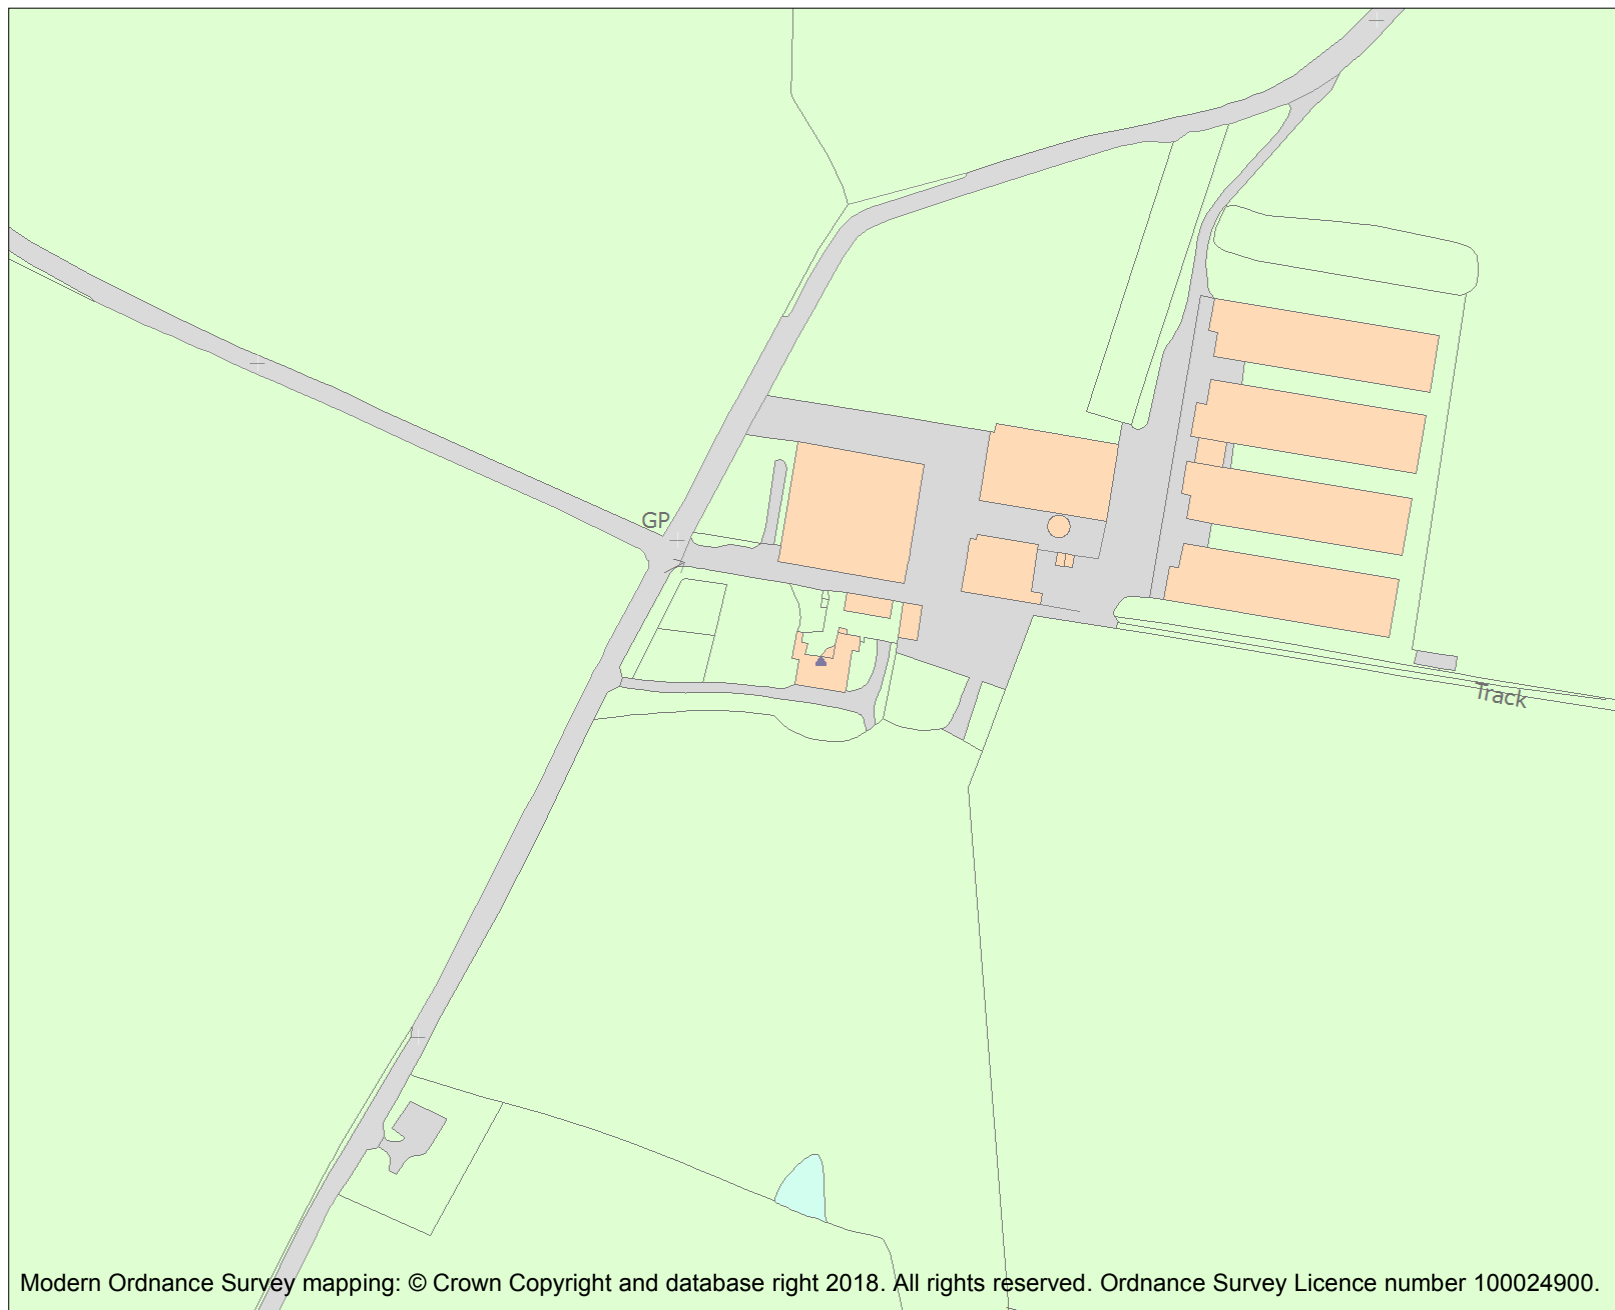 GP
Track
Modern Ordnance Survey mapping: © Crown Copyright and database right 2018. All rights reserved. Ordnance Survey Licence number 100024900.